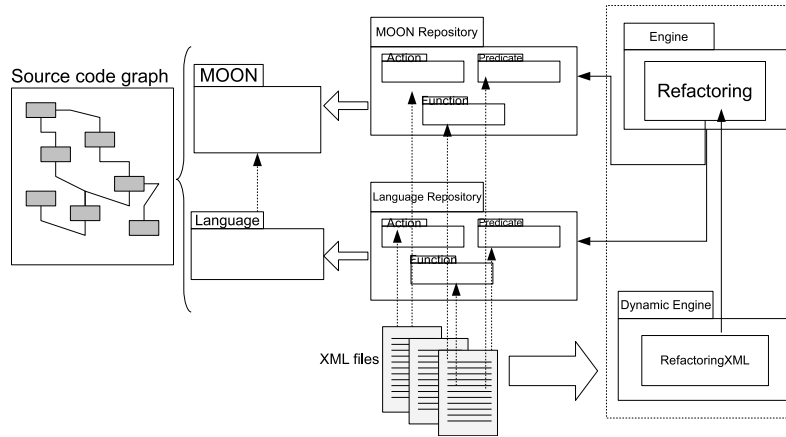 Source code graph
MOON
Language
MOON Repository
Action
Predicate
Function
Language Repository
Action
Predicate
Function
XML files
Engine
Refactoring
Dynamic Engine
RefactoringXML